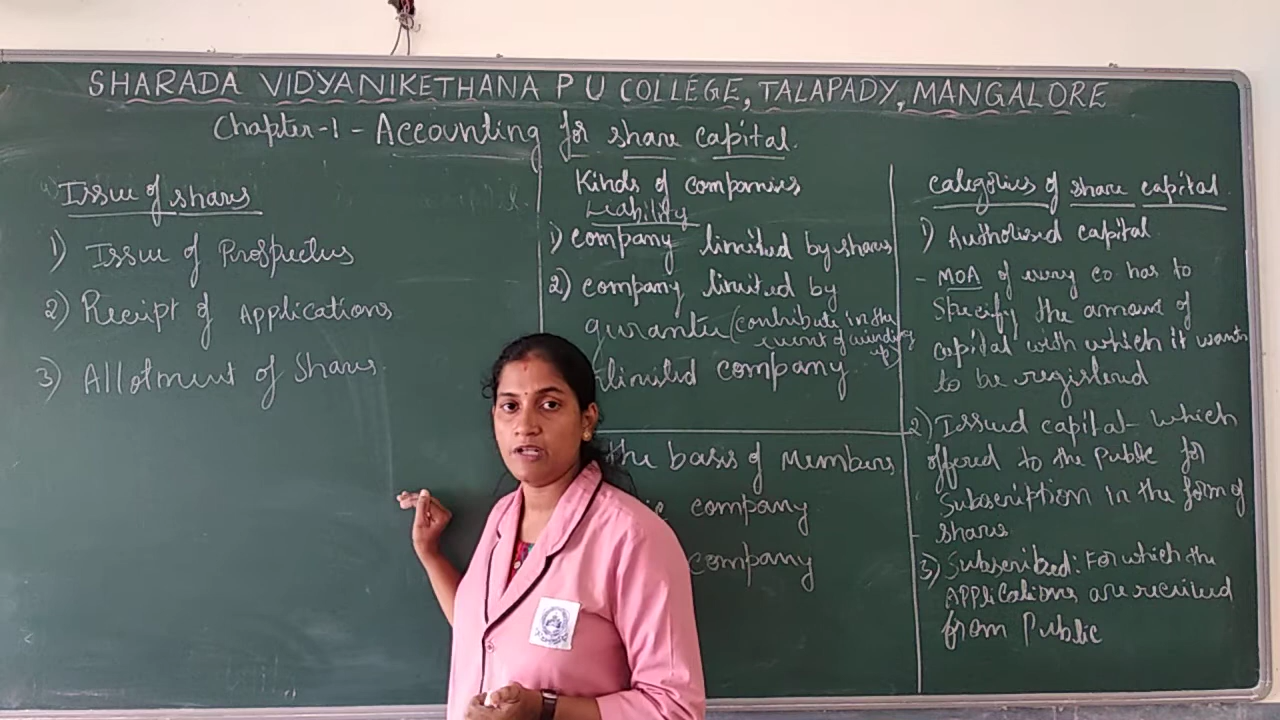 SHARADA VIDYANIKETHANA P U COLLEGE, TALAPADY, MANGALORE
Chapter-1 - Accounting for share capital.
Issue of shares
1) Issue of Prospectus
2) Receipt of Applications
3) Allotment of Shares.
Kinds of companies
Liability
1) company limited by shares
2) company limited by
gurantee (contribute in the
event of winding
up)
limited company
the basis of Members
company
company
categories of share capital.
1) Authorised capital.
- MOA of every co has to
Specify the amount of
capital with which it wants
to be registered
2) Issued capital - which
offered to the public for
Subscription in the form of
- shares
3) Subscribed: For which the
Applications are received
from Public